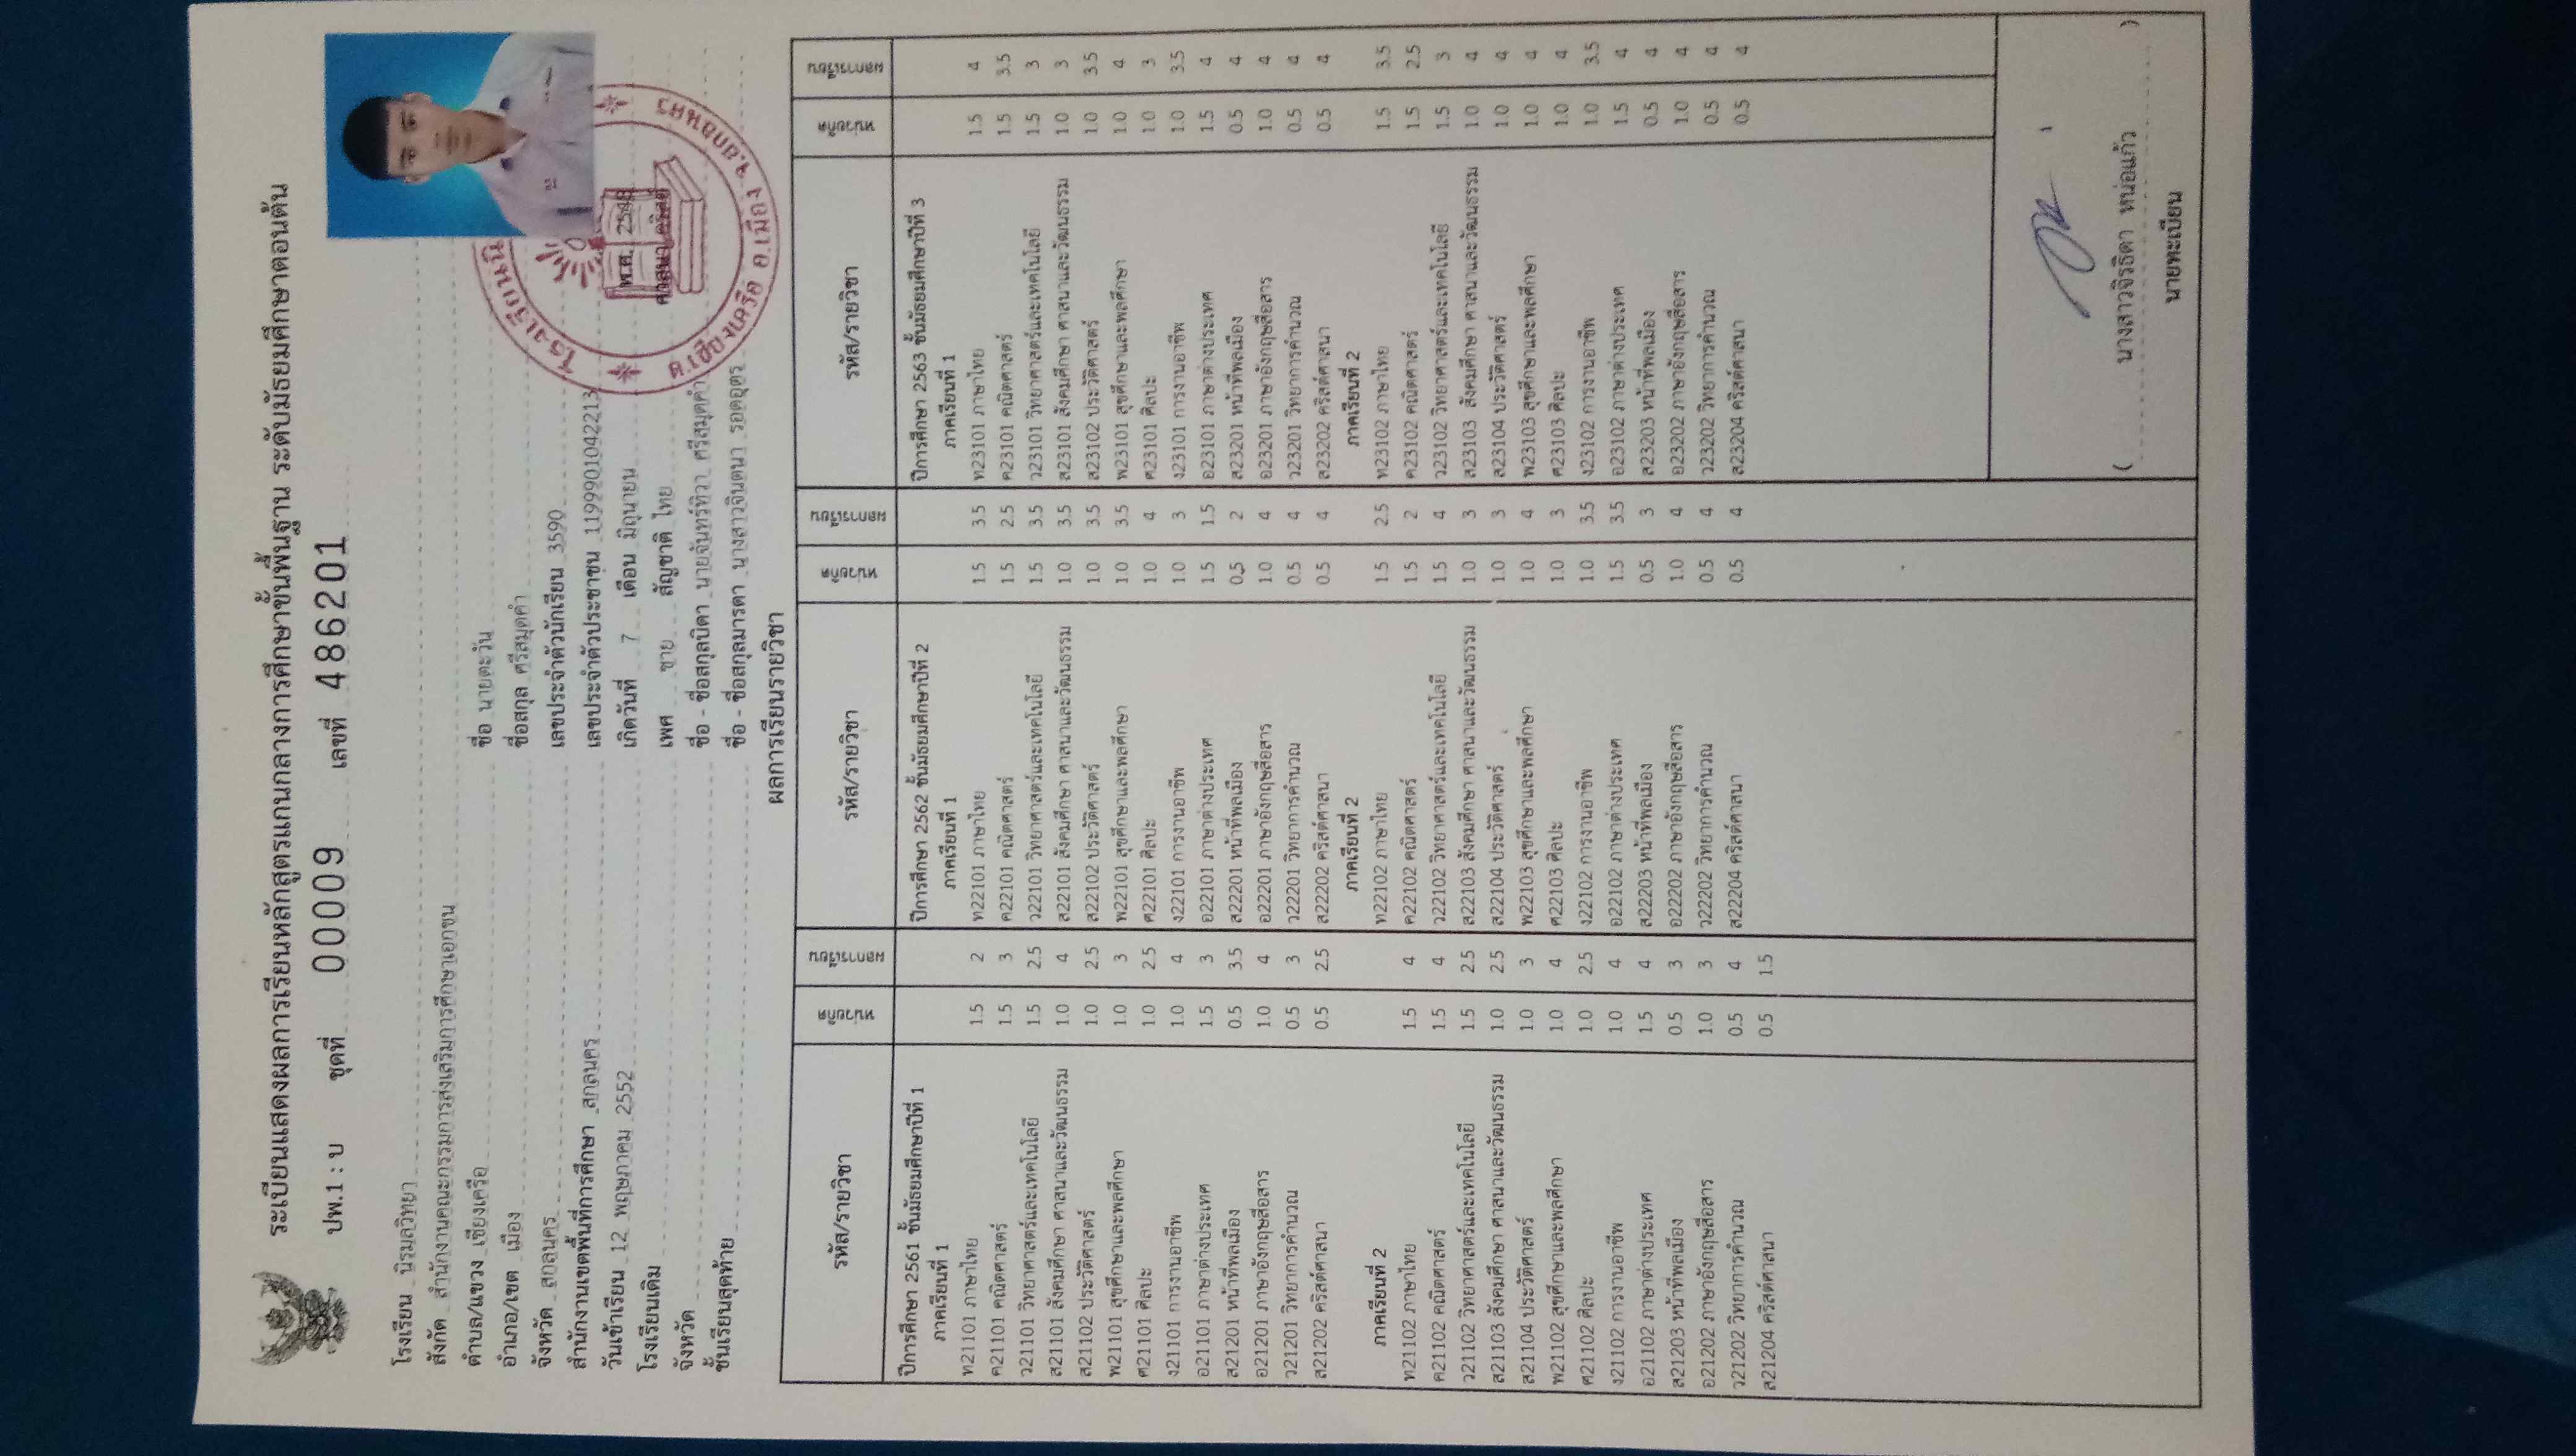 ระเบียนแสดงผลการเรียนหลักสูตรแกนกลางการศึกษาขั้นพื้นฐาน ระดับมัธยมศึกษาตอนต้น
ปพ.1 : บ ชุดที่ 00009 เลขที่ 486201
โรงเรียน นิรมลวิทยา
สังกัด สำนักงานคณะกรรมการส่งเสริมการศึกษาเอกชน
ตำบล/แขวง เชียงเครือ
อำเภอ/เขต เมือง
จังหวัด สกลนคร
สำนักงานเขตพื้นที่การศึกษา สกลนคร
วันเข้าเรียน 12 พฤษภาคม 2552
โรงเรียนเดิม
จังหวัด
ชั้นเรียนสุดท้าย
ชื่อ นายตะวัน
ชื่อสกุล ศรีสมุดคำ
เลขประจำตัวนักเรียน 3590
เลขประจำตัวประชาชน 1199901042213
เกิดวันที่ 7 เดือน มิถุนายน พ.ศ. 2548
เพศ ชาย สัญชาติ ไทย ศาสนา คริสต์
ชื่อ - ชื่อสกุลบิดา นายจันทร์ทิวา ศรีสมุดคำ
ชื่อ - ชื่อสกุลมารดา นางสาวจินตนา รอดอุตร
ต.เชียงเครือ อ.เมือง จ.สกลนคร
ผลการเรียนรายวิชา
รหัส/รายวิชา หน่วยกิต ผลการเรียน รหัส/รายวิชา หน่วยกิต ผลการเรียน รหัส/รายวิชา หน่วยกิต ผลการเรียน
ปีการศึกษา 2561 ชั้นมัธยมศึกษาปีที่ 1
ภาคเรียนที่ 1
ท21101 ภาษาไทย 1.5 2
ค21101 คณิตศาสตร์ 1.5 3
ว21101 วิทยาศาสตร์และเทคโนโลยี 1.5 2.5
ส21101 สังคมศึกษา ศาสนาและวัฒนธรรม 1.0 4
ส21102 ประวัติศาสตร์ 1.0 2.5
พ21101 สุขศึกษาและพลศึกษา 1.0 3
ศ21101 ศิลปะ 1.0 2.5
ง21101 การงานอาชีพ 1.0 4
อ21101 ภาษาต่างประเทศ 1.5 3
ส21201 หน้าที่พลเมือง 0.5 3.5
อ21201 ภาษาอังกฤษสื่อสาร 1.0 4
ว21201 วิทยาการคำนวณ 0.5 3
ส21202 คริสต์ศาสนา 0.5 2.5
ภาคเรียนที่ 2
ท21102 ภาษาไทย 1.5 4
ค21102 คณิตศาสตร์ 1.5 4
ว21102 วิทยาศาสตร์และเทคโนโลยี 1.5 2.5
ส21103 สังคมศึกษา ศาสนาและวัฒนธรรม 1.0 2.5
ส21104 ประวัติศาสตร์ 1.0 3
พ21102 สุขศึกษาและพลศึกษา 1.0 4
ศ21102 ศิลปะ 1.0 2.5
ง21102 การงานอาชีพ 1.0 4
อ21102 ภาษาต่างประเทศ 1.5 4
ส21203 หน้าที่พลเมือง 0.5 3
อ21202 ภาษาอังกฤษสื่อสาร 1.0 3
ว21202 วิทยาการคำนวณ 0.5 4
ส21204 คริสต์ศาสนา 0.5 1.5
ปีการศึกษา 2562 ชั้นมัธยมศึกษาปีที่ 2
ภาคเรียนที่ 1
ท22101 ภาษาไทย 1.5 3.5
ค22101 คณิตศาสตร์ 1.5 2.5
ว22101 วิทยาศาสตร์และเทคโนโลยี 1.5 3.5
ส22101 สังคมศึกษา ศาสนาและวัฒนธรรม 1.0 3.5
ส22102 ประวัติศาสตร์ 1.0 3.5
พ22101 สุขศึกษาและพลศึกษา 1.0 3.5
ศ22101 ศิลปะ 1.0 4
ง22101 การงานอาชีพ 1.0 3
อ22101 ภาษาต่างประเทศ 1.5 1.5
ส22201 หน้าที่พลเมือง 0.5 2
อ22201 ภาษาอังกฤษสื่อสาร 1.0 4
ว22201 วิทยาการคำนวณ 0.5 4
ส22202 คริสต์ศาสนา 0.5 4
ภาคเรียนที่ 2
ท22102 ภาษาไทย 1.5 2.5
ค22102 คณิตศาสตร์ 1.5 2
ว22102 วิทยาศาสตร์และเทคโนโลยี 1.5 4
ส22103 สังคมศึกษา ศาสนาและวัฒนธรรม 1.0 3
ส22104 ประวัติศาสตร์ 1.0 3
พ22103 สุขศึกษาและพลศึกษา 1.0 4
ศ22103 ศิลปะ 1.0 3
ง22102 การงานอาชีพ 1.0 3.5
อ22102 ภาษาต่างประเทศ 1.5 3.5
ส22203 หน้าที่พลเมือง 0.5 3
อ22202 ภาษาอังกฤษสื่อสาร 1.0 4
ว22202 วิทยาการคำนวณ 0.5 4
ส22204 คริสต์ศาสนา 0.5 4
ปีการศึกษา 2563 ชั้นมัธยมศึกษาปีที่ 3
ภาคเรียนที่ 1
ท23101 ภาษาไทย 1.5 4
ค23101 คณิตศาสตร์ 1.5 3.5
ว23101 วิทยาศาสตร์และเทคโนโลยี 1.5 3
ส23101 สังคมศึกษา ศาสนาและวัฒนธรรม 1.0 3
ส23102 ประวัติศาสตร์ 1.0 3.5
พ23101 สุขศึกษาและพลศึกษา 1.0 4
ศ23101 ศิลปะ 1.0 3
ง23101 การงานอาชีพ 1.0 3.5
อ23101 ภาษาต่างประเทศ 1.5 4
ส23201 หน้าที่พลเมือง 0.5 4
อ23201 ภาษาอังกฤษสื่อสาร 1.0 4
ว23201 วิทยาการคำนวณ 0.5 4
ส23202 คริสต์ศาสนา 0.5 4
ภาคเรียนที่ 2
ท23102 ภาษาไทย 1.5 3.5
ค23102 คณิตศาสตร์ 1.5 2.5
ว23102 วิทยาศาสตร์และเทคโนโลยี 1.5 3
ส23103 สังคมศึกษา ศาสนาและวัฒนธรรม 1.0 4
ส23104 ประวัติศาสตร์ 1.0 4
พ23103 สุขศึกษาและพลศึกษา 1.0 4
ศ23103 ศิลปะ 1.0 4
ง23102 การงานอาชีพ 1.0 3.5
อ23102 ภาษาต่างประเทศ 1.5 4
ส23203 หน้าที่พลเมือง 0.5 4
อ23202 ภาษาอังกฤษสื่อสาร 1.0 4
ว23202 วิทยาการคำนวณ 0.5 4
ส23204 คริสต์ศาสนา 0.5 4
( นางสาวจิรธิดา หน่อแก้ว )
นายทะเบียน